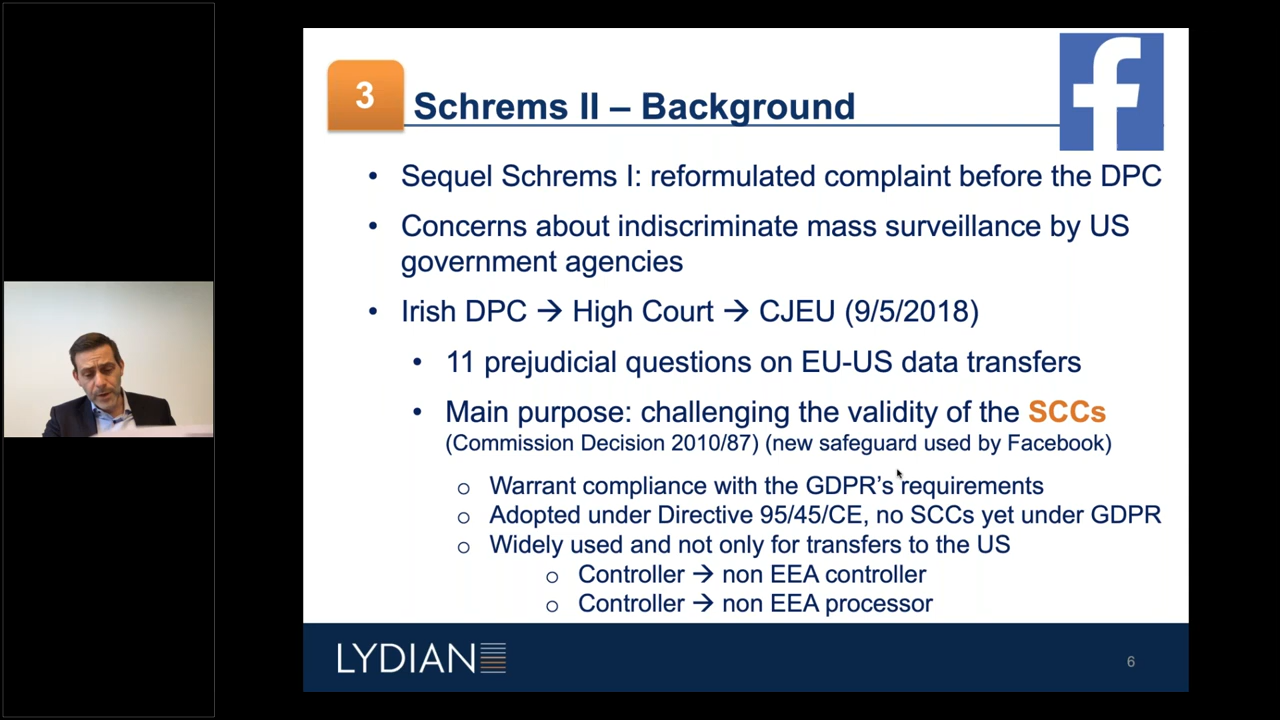 3
Schrems II – Background
f
• Sequel Schrems I: reformulated complaint before the DPC
• Concerns about indiscriminate mass surveillance by US
government agencies
• Irish DPC → High Court → CJEU (9/5/2018)
• 11 prejudicial questions on EU-US data transfers
• Main purpose: challenging the validity of the SCCs
(Commission Decision 2010/87) (new safeguard used by Facebook)
o Warrant compliance with the GDPR's requirements
o Adopted under Directive 95/45/CE, no SCCs yet under GDPR
o Widely used and not only for transfers to the US
o Controller → non EEA controller
o Controller → non EEA processor
LYDIAN
6